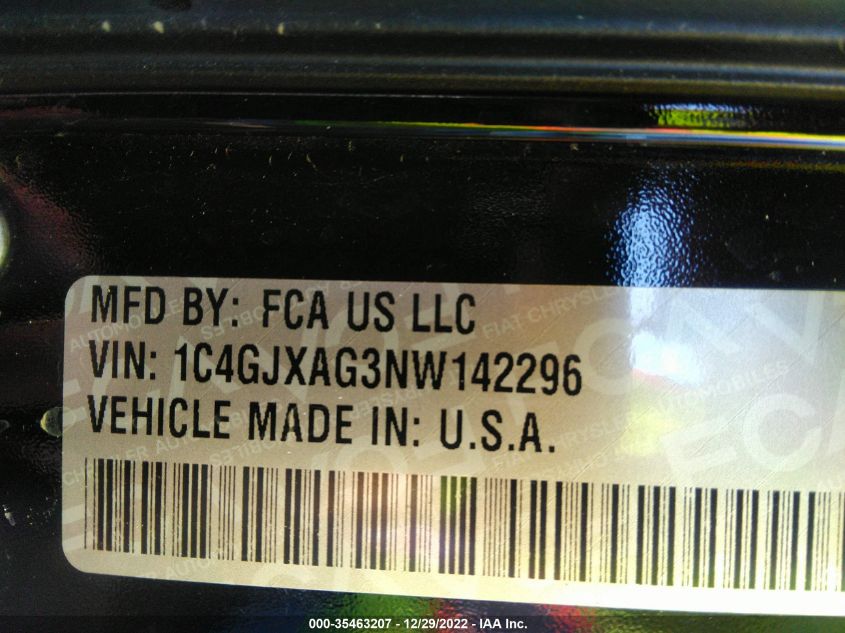 MFD BY: FCA US LLC
VIN: 1C4GJXAG3NW142296
VEHICLE MADE IN: U.S.A.
000-35463207 - 12/29/2022 - IAA Inc.